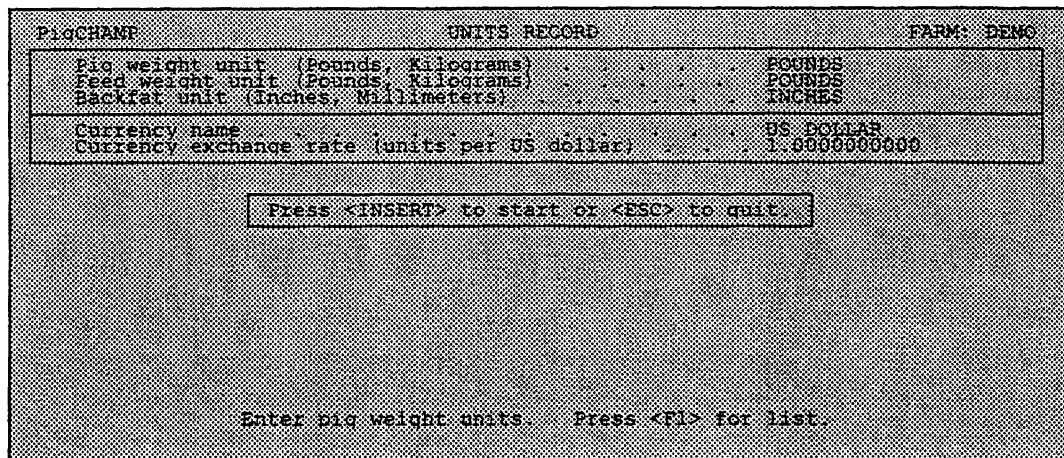 PigCHAMP UNITS RECORD FARM: DEMO
Pig weight unit (Pounds, Kilograms) . . . . . . POUNDS
Feed weight unit (Pounds, Kilograms) . . . . . . POUNDS
Backfat unit (Inches, Millimeters) . . . . . . . INCHES
Currency name . . . . . . . . . . . . . . . . US DOLLAR
Currency exchange rate (units per US dollar) . . . 1.0000000000
Press <INSERT> to start or <ESC> to quit.
Enter pig weight units. Press <F1> for list.